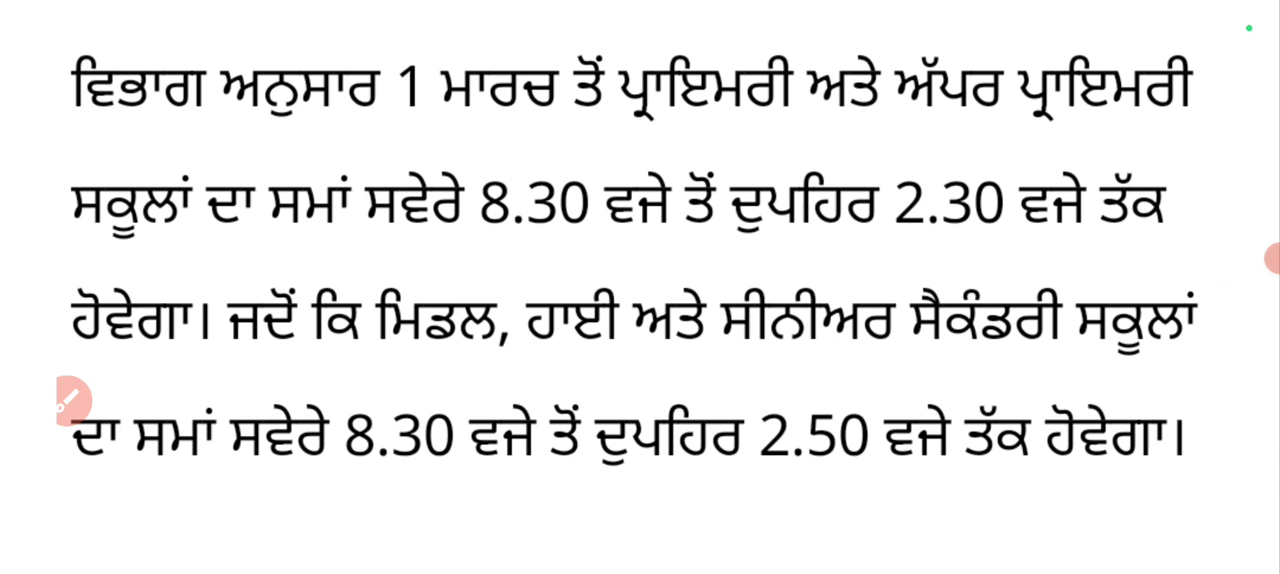 ਵਿਭਾਗ ਅਨੁਸਾਰ 1 ਮਾਰਚ ਤੋਂ ਪ੍ਰਾਇਮਰੀ ਅਤੇ ਅੱਪਰ ਪ੍ਰਾਇਮਰੀ
ਸਕੂਲਾਂ ਦਾ ਸਮਾਂ ਸਵੇਰੇ 8.30 ਵਜੇ ਤੋਂ ਦੁਪਹਿਰ 2.30 ਵਜੇ ਤੱਕ
ਹੋਵੇਗਾ। ਜਦੋਂ ਕਿ ਮਿਡਲ, ਹਾਈ ਅਤੇ ਸੀਨੀਅਰ ਸੈਕੰਡਰੀ ਸਕੂਲਾਂ
ਦਾ ਸਮਾਂ ਸਵੇਰੇ 8.30 ਵਜੇ ਤੋਂ ਦੁਪਹਿਰ 2.50 ਵਜੇ ਤੱਕ ਹੋਵੇਗਾ।